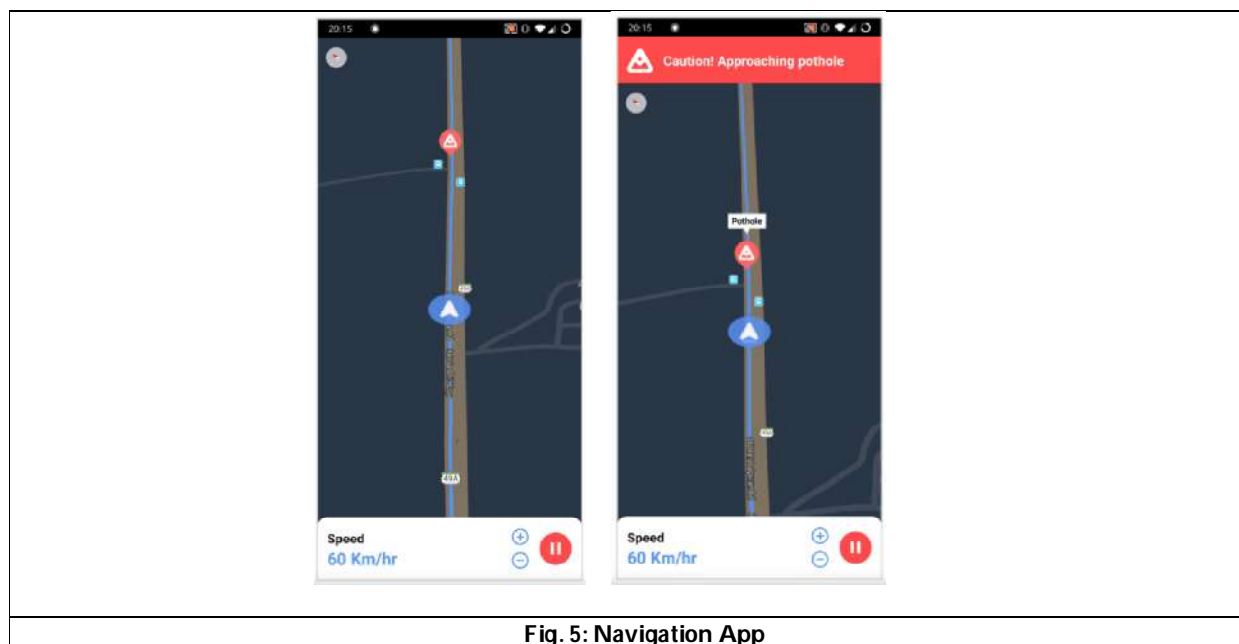 20:15
49A
Speed
60 Km/hr
20:15
Caution! Approaching pothole
Pothole
Speed
60 Km/hr
Fig. 5: Navigation App